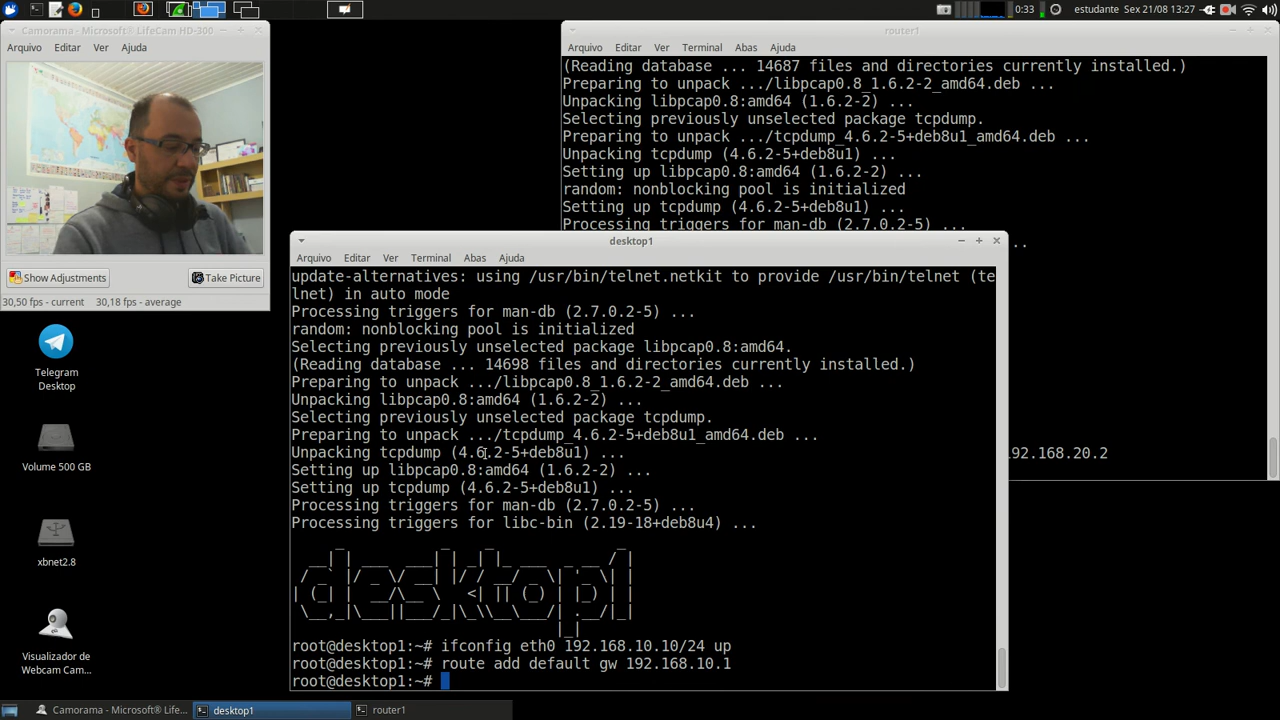 0:33
estudante
Sex 21/08 13:27
Camorama - Microsoft® LifeCam HD-300
Arquivo Editar Ver Ajuda
Show Adjustments
Take Picture
30,50 fps - current 30,18 fps - average
Telegram
Desktop
Volume 500 GB
xbnet2.8
Visualizador de
Webcam Cam...
router1
Arquivo Editar Ver Terminal Abas Ajuda
(Reading database ... 14687 files and directories currently installed.)
Preparing to unpack .../libpcap0.8_1.6.2-2_amd64.deb ...
Unpacking libpcap0.8:amd64 (1.6.2-2) ...
Selecting previously unselected package tcpdump.
Preparing to unpack .../tcpdump_4.6.2-5+deb8u1_amd64.deb ...
Unpacking tcpdump (4.6.2-5+deb8u1) ...
Setting up libpcap0.8:amd64 (1.6.2-2) ...
random: nonblocking pool is initialized
Setting up tcpdump (4.6.2-5+deb8u1) ...
Processing triggers for man-db (2.7.0.2-5) ...
..
192.168.20.2
desktop1
Arquivo Editar Ver Terminal Abas Ajuda
update-alternatives: using /usr/bin/telnet.netkit to provide /usr/bin/telnet (te
lnet) in auto mode
Processing triggers for man-db (2.7.0.2-5) ...
random: nonblocking pool is initialized
Selecting previously unselected package libpcap0.8:amd64.
(Reading database ... 14698 files and directories currently installed.)
Preparing to unpack .../libpcap0.8_1.6.2-2_amd64.deb ...
Unpacking libpcap0.8:amd64 (1.6.2-2) ...
Selecting previously unselected package tcpdump.
Preparing to unpack .../tcpdump_4.6.2-5+deb8u1_amd64.deb ...
Unpacking tcpdump (4.6.2-5+deb8u1) ...
Setting up libpcap0.8:amd64 (1.6.2-2) ...
Setting up tcpdump (4.6.2-5+deb8u1) ...
Processing triggers for man-db (2.7.0.2-5) ...
Processing triggers for libc-bin (2.19-18+deb8u4) ...
desktop1
root@desktop1:~# ifconfig eth0 192.168.10.10/24 up
root@desktop1:~# route add default gw 192.168.10.1
root@desktop1:~#
Camorama - Microsoft® Life...
desktop1
router1